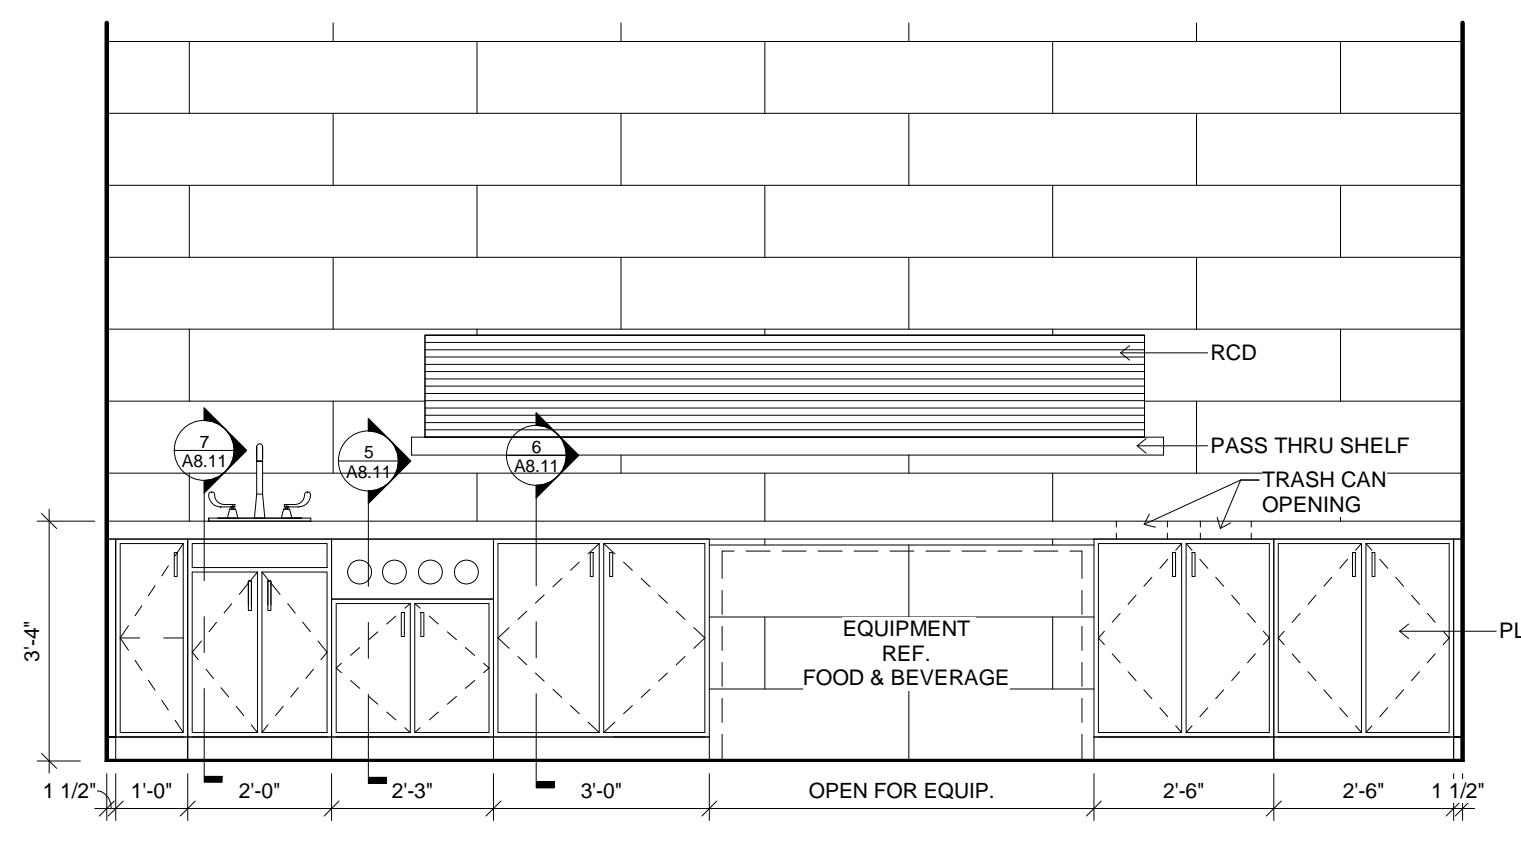 RCD
7
A8.11
5
A8.11
6
A8.11
PASS THRU SHELF
TRASH CAN
OPENING
3'-4"
EQUIPMENT
REF.
FOOD & BEVERAGE
PL
1 1/2"
1'-0"
2'-0"
2'-3"
3'-0"
OPEN FOR EQUIP.
2'-6"
2'-6"
1 1/2"